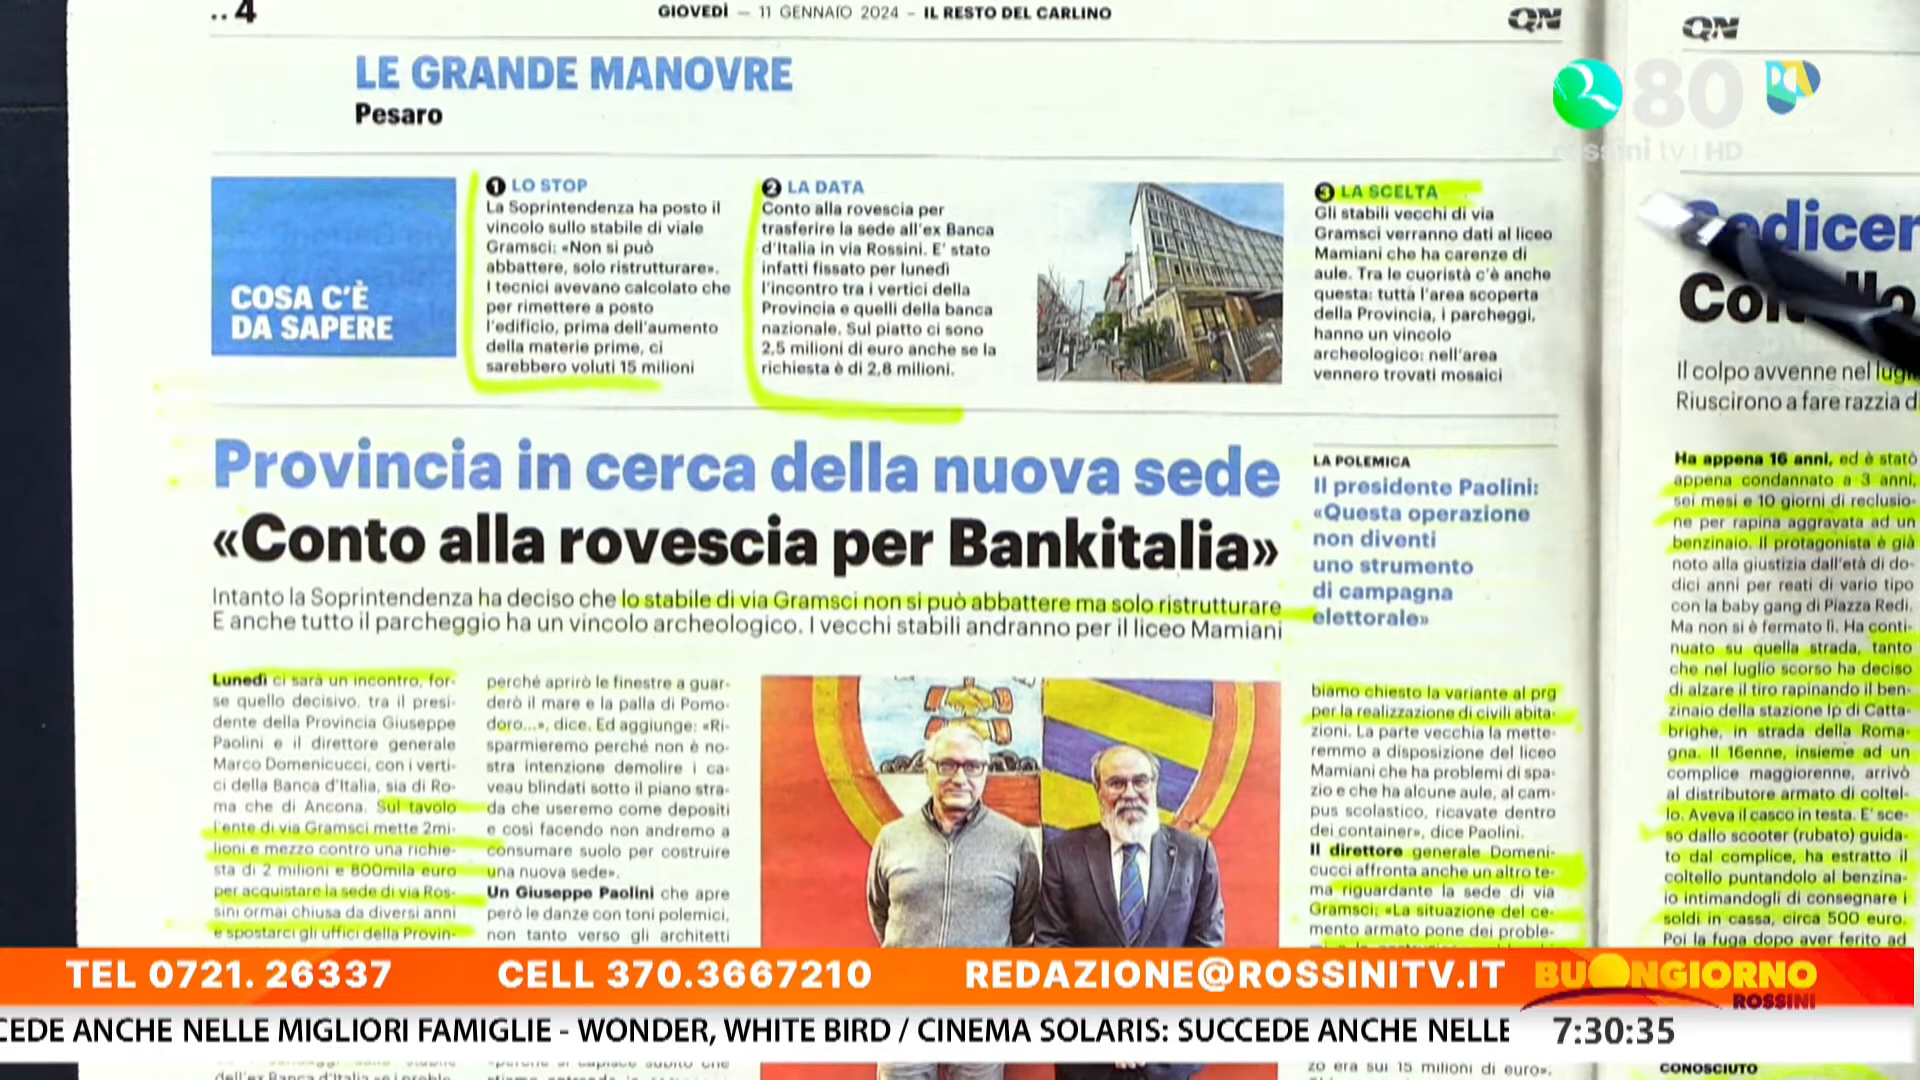 .. 4
GIOVEDÌ — 11 GENNAIO 2024 – IL RESTO DEL CARLINO
QN
QN
80
rossini tv | HD
LE GRANDE MANOVRE
Pesaro
COSA C'È
DA SAPERE
1 LO STOP
La Soprintendenza ha posto il
vincolo sullo stabile di viale
Gramsci: «Non si può
abbattere, solo ristrutturare».
I tecnici avevano calcolato che
per rimettere a posto
l'edificio, prima dell'aumento
della materie prime, ci
sarebbero voluti 15 milioni
2 LA DATA
Conto alla rovescia per
trasferire la sede all'ex Banca
d'Italia in via Rossini. E' stato
infatti fissato per lunedì
l'incontro tra i vertici della
Provincia e quelli della banca
nazionale. Sul piatto ci sono
2,5 milioni di euro anche se la
richiesta è di 2,8 milioni.
3 LA SCELTA
Gli stabili vecchi di via
Gramsci verranno dati al liceo
Mamiani che ha carenze di
aule. Tra le cuoristà c'è anche
questa: tutta l'area scoperta
della Provincia, i parcheggi,
hanno un vincolo
archeologico: nell'area
vennero trovati mosaici
Provincia in cerca della nuova sede
«Conto alla rovescia per Bankitalia»
Intanto la Soprintendenza ha deciso che lo stabile di via Gramsci non si può abbattere ma solo ristrutturare
E anche tutto il parcheggio ha un vincolo archeologico. I vecchi stabili andranno per il liceo Mamiani
LA POLEMICA
Il presidente Paolini:
«Questa operazione
non diventi
uno strumento
di campagna
elettorale»
Lunedì ci sarà un incontro, for-
se quello decisivo, tra il presi-
dente della Provincia Giuseppe
Paolini e il direttore generale
Marco Domenicucci, con i verti-
ci della Banca d'Italia, sia di Ro-
ma che di Ancona. Sul tavolo
l'ente di via Gramsci mette 2mi-
lioni e mezzo contro una richie-
sta di 2 milioni e 800mila euro
per acquistare la sede di via Ros-
sini ormai chiusa da diversi anni
e spostarci gli uffici della Provin-
perché aprirò le finestre a guar-
derò il mare e la palla di Pomo-
doro...», dice. Ed aggiunge: «Ri-
sparmieremo perché non è no-
stra intenzione demolire i ca-
veau blindati sotto il piano stra-
da che useremo come depositi
e così facendo non andremo a
consumare suolo per costruire
una nuova sede».
Un Giuseppe Paolini che apre
però le danze con toni polemici,
non tanto verso gli architetti
biamo chiesto la variante al prg
per la realizzazione di civili abita-
zioni. La parte vecchia la mette-
remmo a disposizione del liceo
Mamiani che ha problemi di spa-
zio e che ha alcune aule, al cam-
pus scolastico, ricavate dentro
dei container», dice Paolini.
Il direttore generale Domeni-
cucci affronta anche un altro te-
ma riguardante la sede di via
Gramsci: «La situazione del ce-
mento armato pone dei proble-
zo era sui 15 milioni di euro».
Il colpo avvenne nel
Riuscirono a fare razzia
Ha appena 16 anni, ed è stato
appena condannato a 3 anni,
sei mesi e 10 giorni di reclusio-
ne per rapina aggravata ad un
benzinaio. Il protagonista è già
noto alla giustizia dall'età di do-
dici anni per reati di vario tipo
con la baby gang di Piazza Redi.
Ma non si è fermato lì. Ha conti-
nuato su quella strada, tanto
che nel luglio scorso ha deciso
di alzare il tiro rapinando il ben-
zinaio della stazione Ip di Catta-
brighe, in strada della Roma-
gna. Il 16enne, insieme ad un
complice maggiorenne, arrivò
al distributore armato di coltel-
lo. Aveva il casco in testa. E' sce-
so dallo scooter (rubato) guida-
to dal complice, ha estratto il
coltello puntandolo al benzina-
io intimandogli di consegnare i
soldi in cassa, circa 500 euro.
Poi la fuga dopo aver ferito ad
CONOSCIUTO
TEL 0721.26337 CELL 370.3667210 REDAZIONE@ROSSINITV.IT
BUONGIORNO
ROSSINI
CEDE ANCHE NELLE MIGLIORI FAMIGLIE - WONDER, WHITE BIRD / CINEMA SOLARIS: SUCCEDE ANCHE NELLE
7:30:35